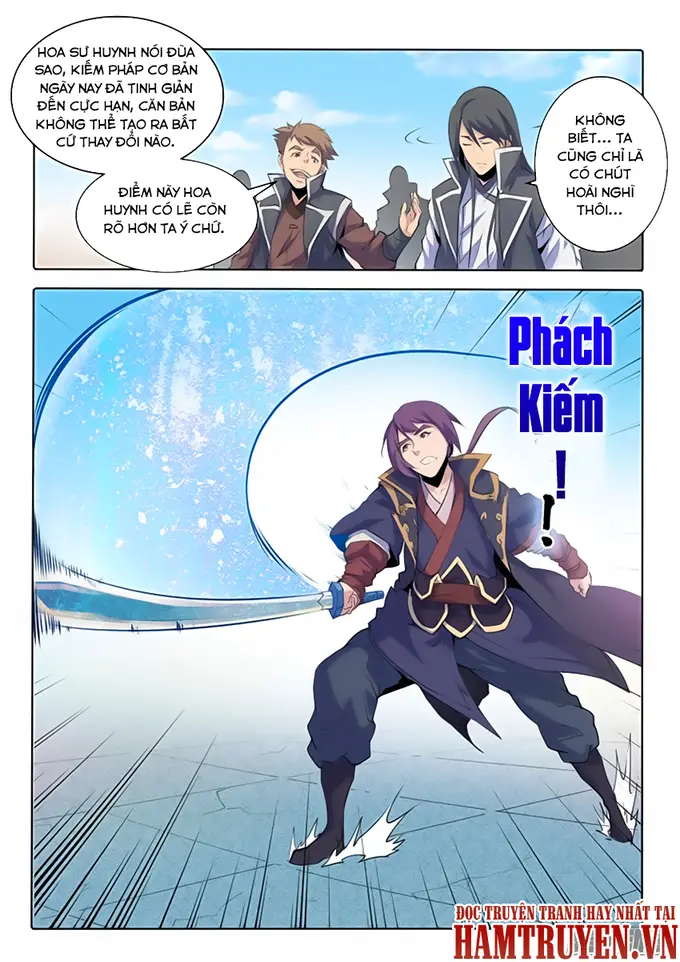 HOA SƯ HUYNH NÓI ĐÙA
SAO, KIẾM PHÁP CƠ BẢN
NGÀY NAY ĐÃ TINH GIẢN
ĐẾN CỰC HẠN, CĂN BẢN
KHÔNG THỂ TẠO RA BẤT
CỨ THAY ĐỔI NÀO.
ĐIỂM NÀY HOA
HUYNH CÓ LẼ CÒN
RÕ HƠN TA Ý CHỨ.
KHÔNG
BIẾT... TA
CŨNG CHỈ LÀ
CÓ CHÚT
HOÀI NGHĨ
THÔI...
Phách
Kiếm
!
!
ĐỌC TRUYỆN TRANH HAY NHẤT TẠI
HAMTRUYEN.VN